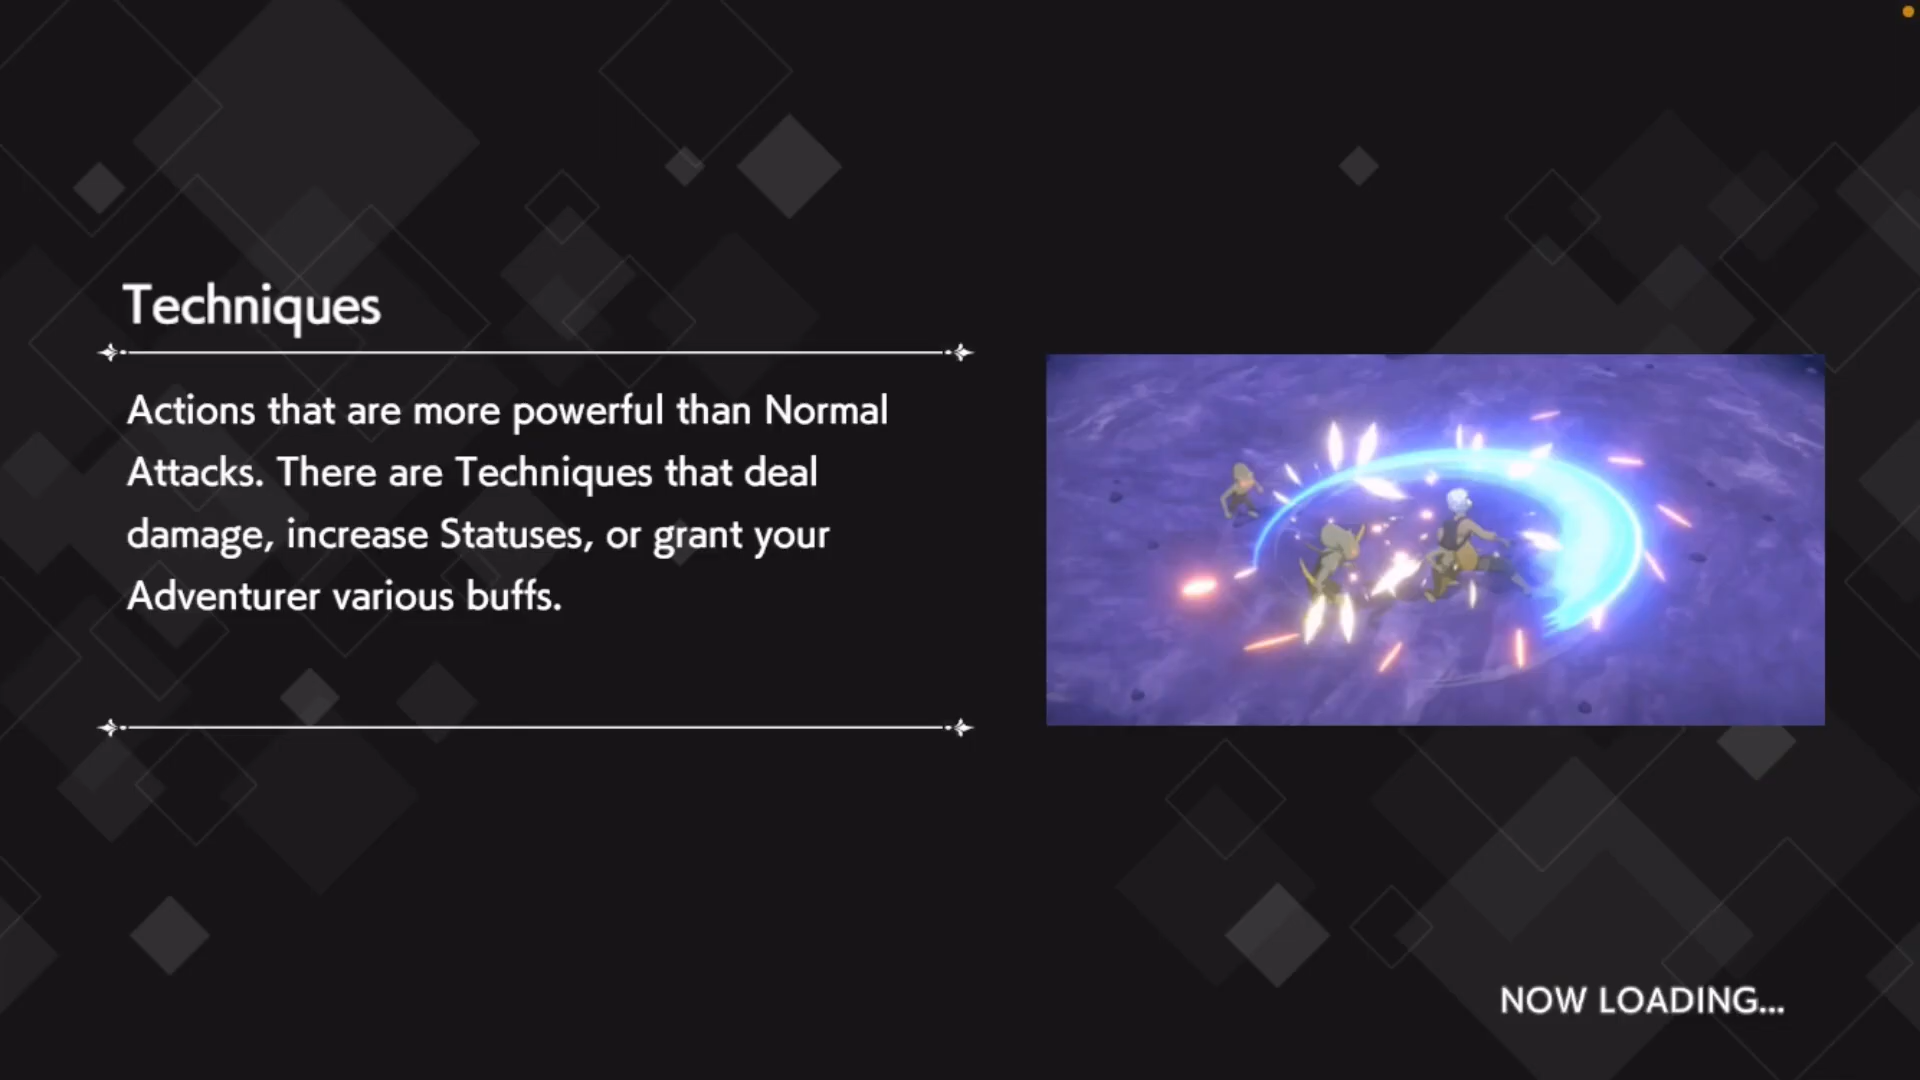 Techniques
Actions that are more powerful than Normal
Attacks. There are Techniques that deal
damage, increase Statuses, or grant your
Adventurer various buffs.
NOW LOADING...